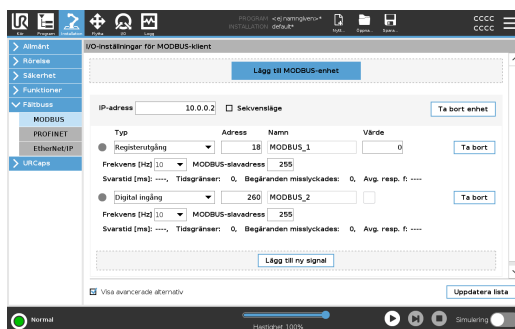 PROGRAM <ej namngiven>*
INSTALLATION default*
CCCC
CCCC
Kör Program Installation Flytta I/O Logg Nytt... Öppna... Spara...
Allmänt
Rörelse
Säkerhet
Funktioner
Fältbuss
MODBUS
PROFINET
EtherNet/IP
URCaps
I/O-inställningar för MODBUS-klient
Lägg till MODBUS-enhet
IP-adress 10.0.0.2 Sekvensläge Ta bort enhet
Typ Adress Namn Värde
Registerutgång 18 MODBUS_1 0 Ta bort
Frekvens [Hz] 10 MODBUS-slavadress 255
Svarstid [ms]: ----, Tidsgränser: 0, Begäranden misslyckades: 0, Avg. resp. f: ----
Digital ingång 260 MODBUS_2 Ta bort
Frekvens [Hz] 10 MODBUS-slavadress 255
Svarstid [ms]: ----, Tidsgränser: 0, Begäranden misslyckades: 0, Avg. resp. f: ----
Lägg till ny signal
Visa avancerade alternativ Uppdatera lista
Normal
Hastighet 100%
Simulering